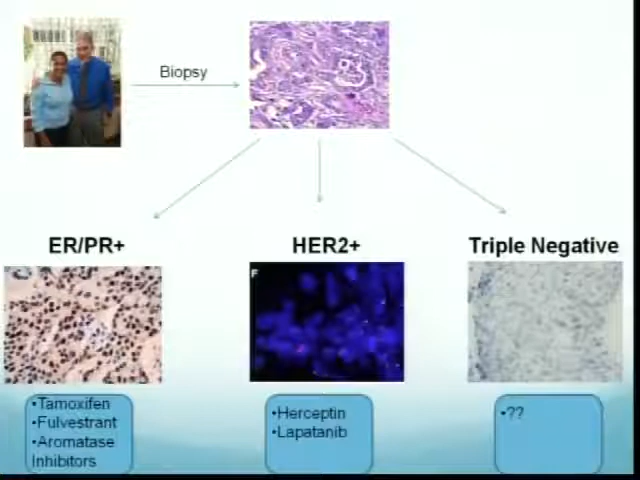 Biopsy
ER/PR+
HER2+
Triple Negative
F
•Tamoxifen
•Fulvestrant
•Aromatase
Inhibitors
•Herceptin
•Lapatanib
•??